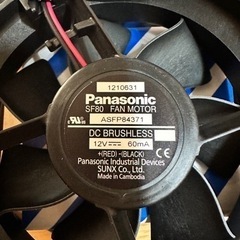 1210631
Panasonic
SF80 FAN MOTOR
ASFP84371
DC BRUSHLESS
12V⎓ 60mA
+(RED) -(BLACK)
Panasonic Industrial Devices
SUNX Co., Ltd.
Made in Cambodia